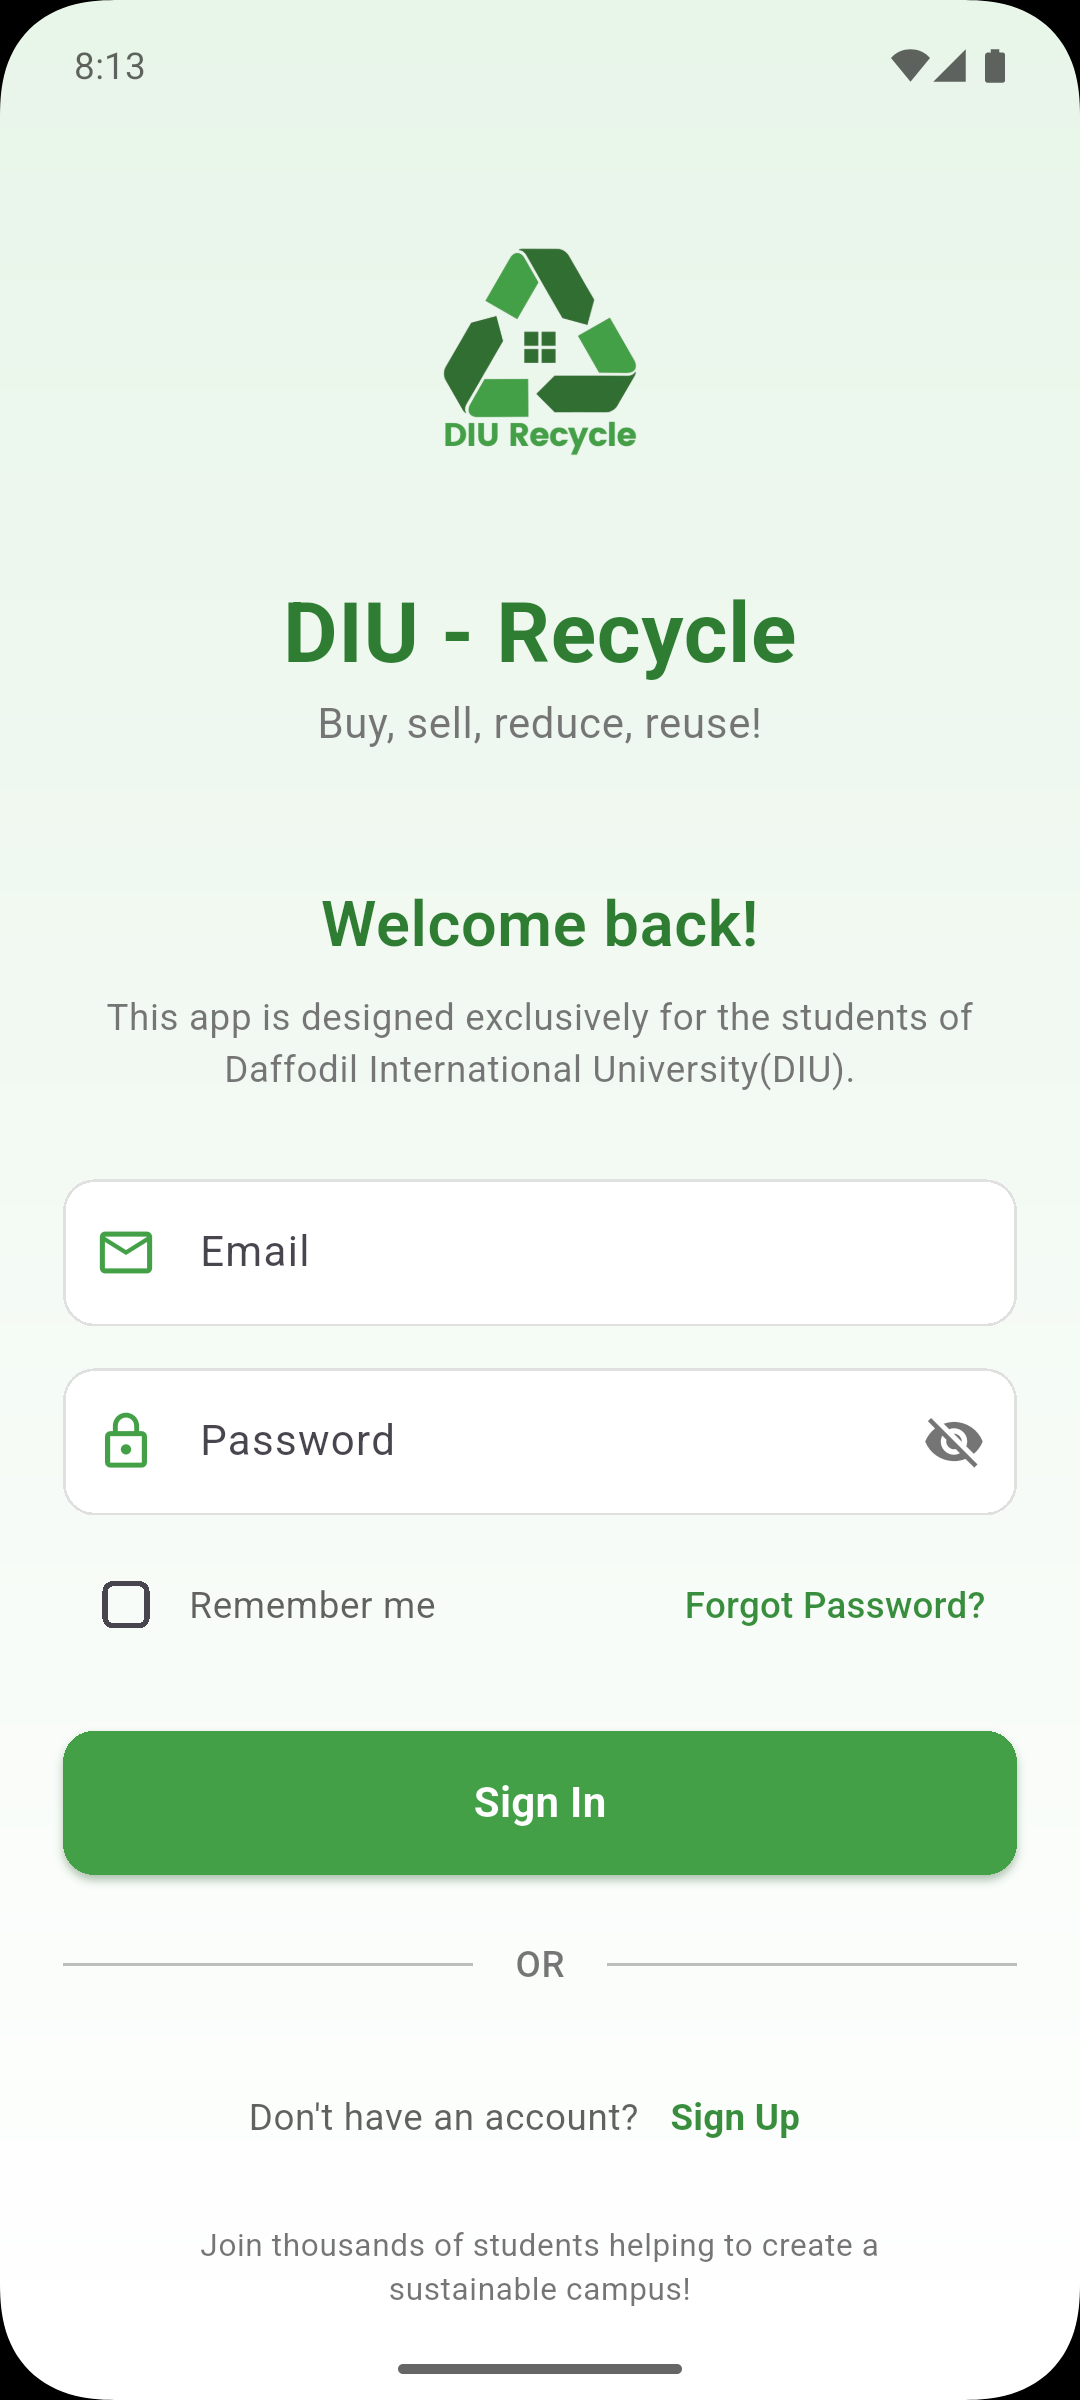 8:13
DIU Recycle
DIU - Recycle
Buy, sell, reduce, reuse!
Welcome back!
This app is designed exclusively for the students of
Daffodil International University(DIU).
Email
Password
Remember me
Forgot Password?
Sign In
OR
Don't have an account? Sign Up
Join thousands of students helping to create a
sustainable campus!